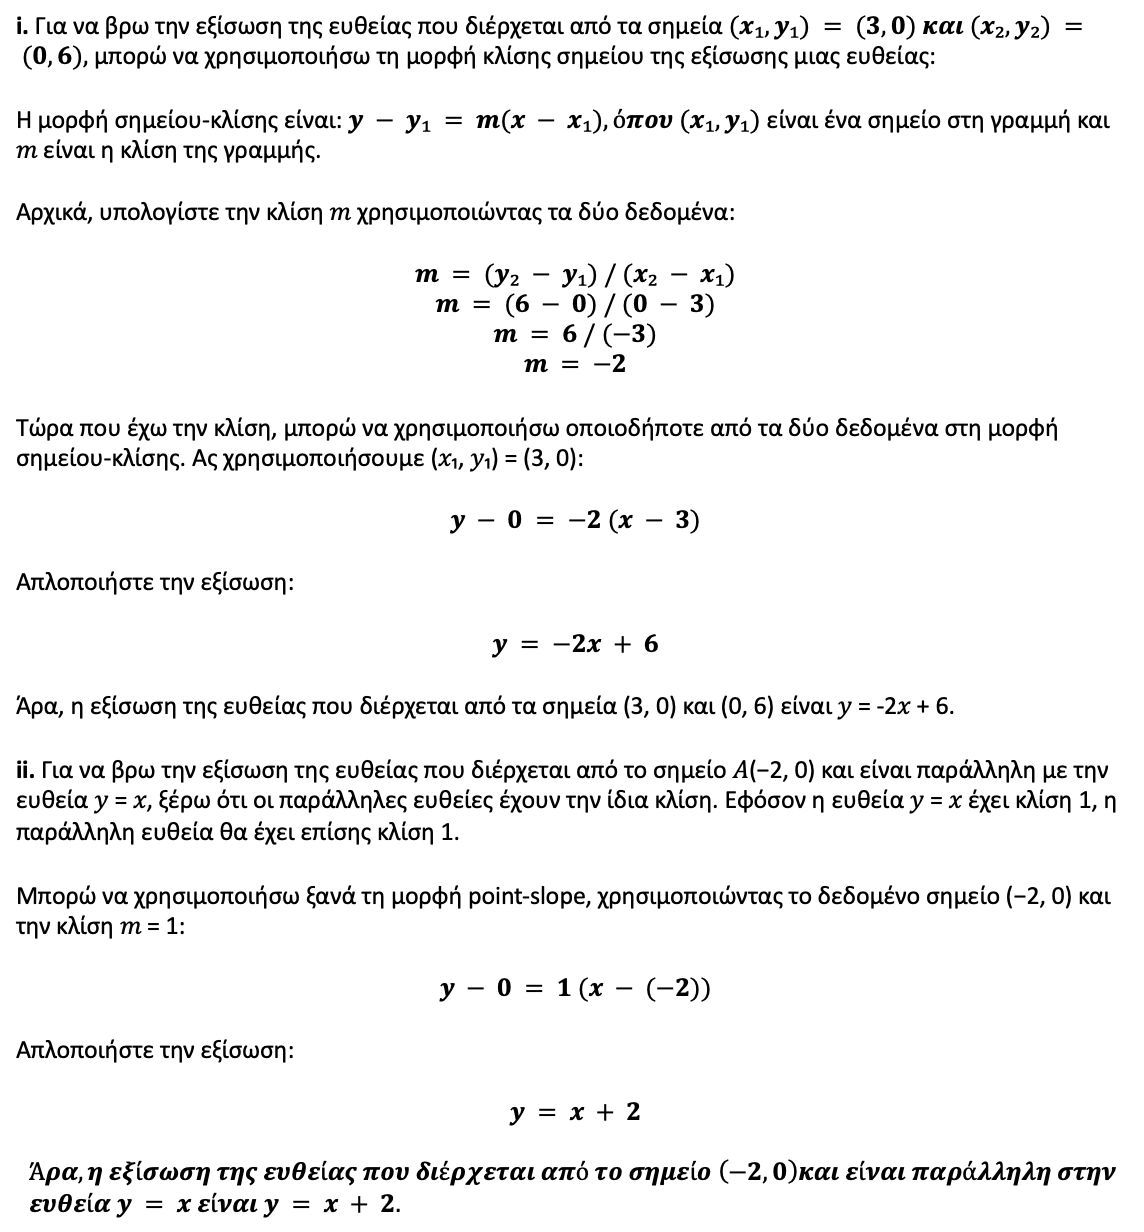 i. Για να βρω την εξίσωση της ευθείας που διέρχεται από τα σημεία (x₁, y₁) = (3, 0) και (x₂, y₂) =
(0, 6), μπορώ να χρησιμοποιήσω τη μορφή κλίσης σημείου της εξίσωσης μιας ευθείας:
Η μορφή σημείου-κλίσης είναι: y − y₁ = m(x − x₁), όπου (x₁, y₁) είναι ένα σημείο στη γραμμή και
m είναι η κλίση της γραμμής.
Αρχικά, υπολογίστε την κλίση m χρησιμοποιώντας τα δύο δεδομένα:
m = (y₂ − y₁) / (x₂ − x₁)
m = (6 − 0) / (0 − 3)
m = 6 / (−3)
m = −2
Τώρα που έχω την κλίση, μπορώ να χρησιμοποιήσω οποιοδήποτε από τα δύο δεδομένα στη μορφή
σημείου-κλίσης. Ας χρησιμοποιήσουμε (x₁, y₁) = (3, 0):
y − 0 = −2 (x − 3)
Απλοποιήστε την εξίσωση:
y = −2x + 6
Άρα, η εξίσωση της ευθείας που διέρχεται από τα σημεία (3, 0) και (0, 6) είναι y = -2x + 6.
ii. Για να βρω την εξίσωση της ευθείας που διέρχεται από το σημείο A(−2, 0) και είναι παράλληλη με την
ευθεία y = x, ξέρω ότι οι παράλληλες ευθείες έχουν την ίδια κλίση. Εφόσον η ευθεία y = x έχει κλίση 1, η
παράλληλη ευθεία θα έχει επίσης κλίση 1.
Μπορώ να χρησιμοποιήσω ξανά τη μορφή point-slope, χρησιμοποιώντας το δεδομένο σημείο (−2, 0) και
την κλίση m = 1:
y − 0 = 1 (x − (−2))
Απλοποιήστε την εξίσωση:
y = x + 2
Άρα, η εξίσωση της ευθείας που διέρχεται από το σημείο (−2, 0)και είναι παράλληλη στην
ευθεία y = x είναι y = x + 2.